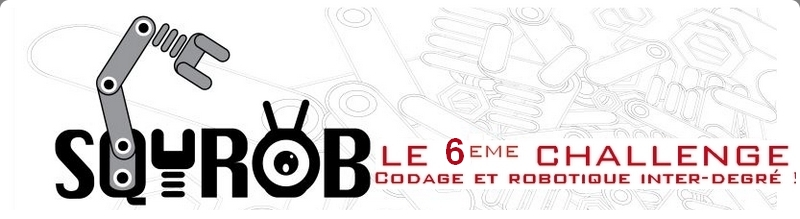 SQYROB
LE 6EME CHALLENGE
CODAGE ET ROBOTIQUE INTER-DEGRÉ !